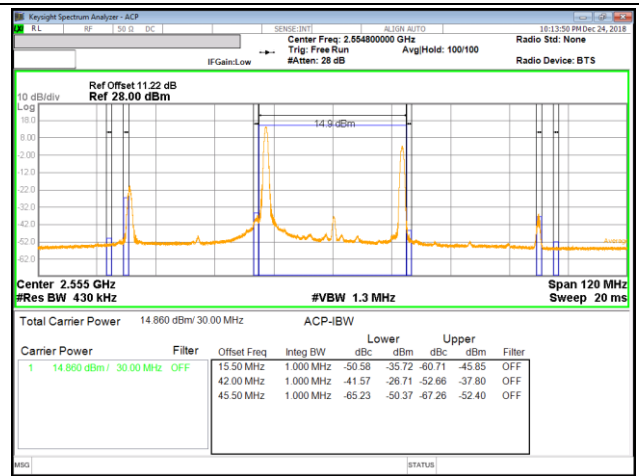 Keysight Spectrum Analyzer - ACP
RL RF 50 Ω DC SENSE:INT ALIGN AUTO 10:13:50 PM Dec 24, 2018
Center Freq: 2.554800000 GHz Radio Std: None
Trig: Free Run Avg|Hold: 100/100
IFGain:Low #Atten: 28 dB Radio Device: BTS
Ref Offset 11.22 dB
10 dB/div Ref 28.00 dBm
Log
18.0
14.9 dBm
8.00
-2.00
-12.0
-22.0
-32.0
-42.0
-52.0
Average
-62.0
Center 2.555 GHz Span 120 MHz
#Res BW 430 kHz #VBW 1.3 MHz Sweep 20 ms
Total Carrier Power 14.860 dBm/ 30.00 MHz ACP-IBW
Lower Upper
Carrier Power Filter Offset Freq Integ BW dBc dBm dBc dBm Filter
1 14.860 dBm / 30.00 MHz OFF 15.50 MHz 1.000 MHz -50.58 -35.72 -60.71 -45.85 OFF
42.00 MHz 1.000 MHz -41.57 -26.71 -52.66 -37.80 OFF
45.50 MHz 1.000 MHz -65.23 -50.37 -67.26 -52.40 OFF
MSG STATUS